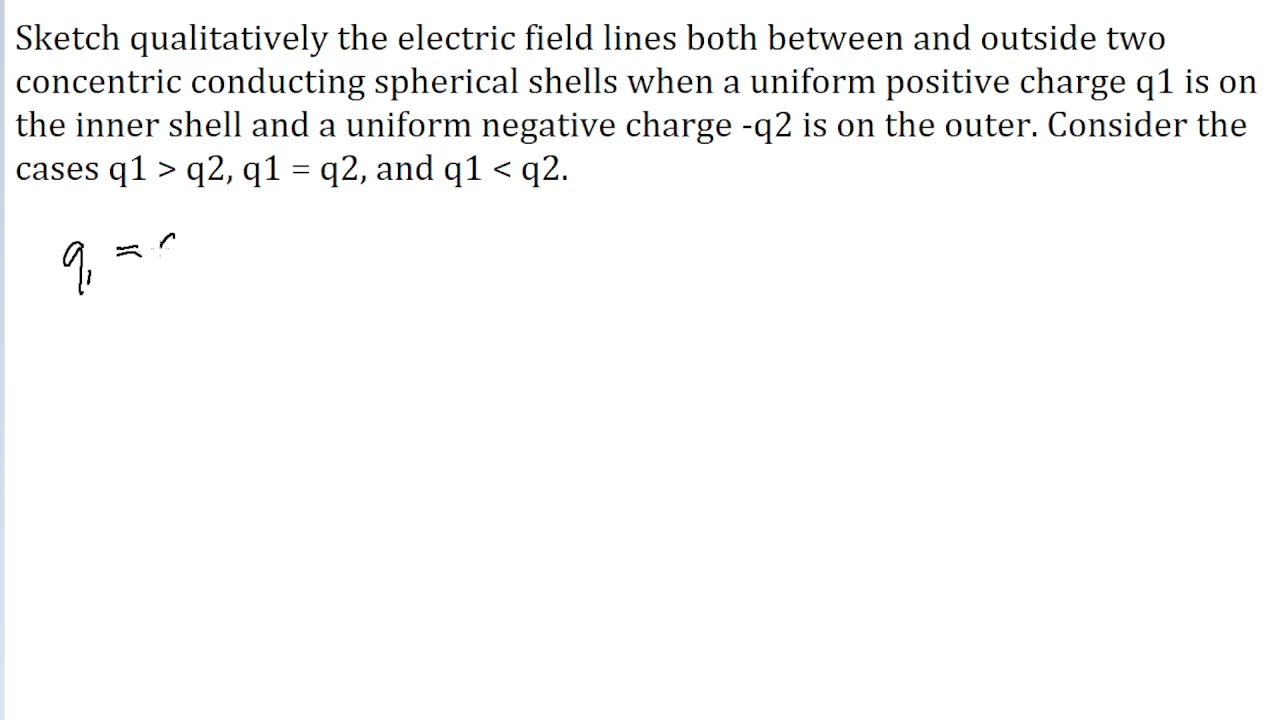 Sketch qualitatively the electric field lines both between and outside two
concentric conducting spherical shells when a uniform positive charge q1 is on
the inner shell and a uniform negative charge -q2 is on the outer. Consider the
cases q1 > q2, q1 = q2, and q1 < q2.
q₁ =